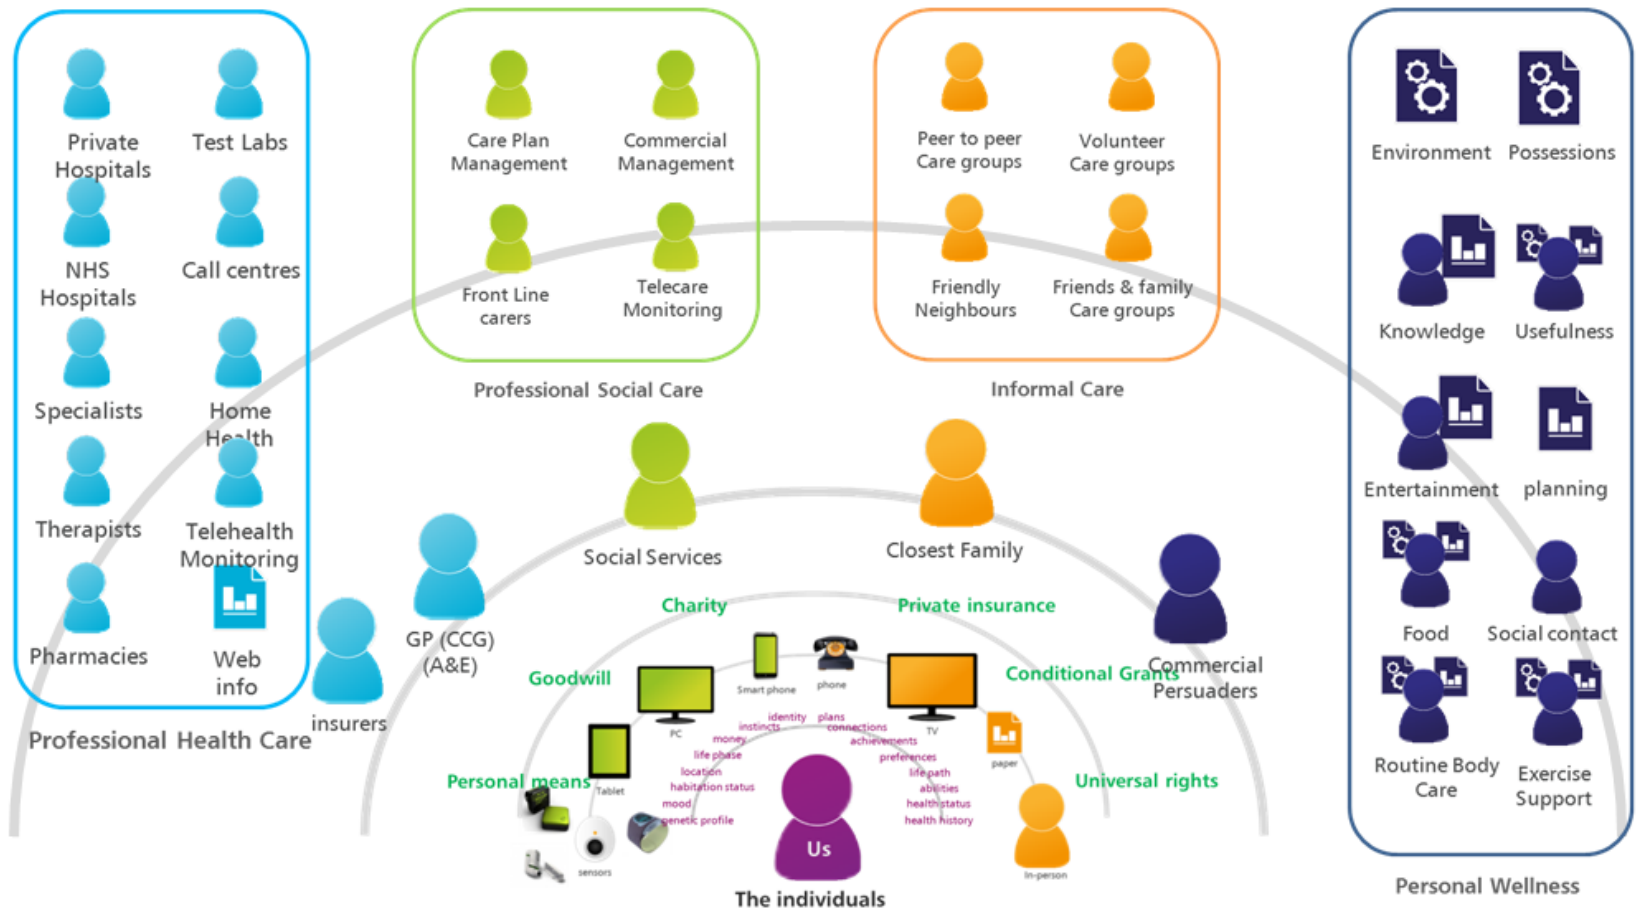 Private
Hospitals
Test Labs
NHS
Hospitals
Call centres
Specialists
Home
Health
Therapists
Telehealth
Monitoring
Pharmacies
Web
info
Professional Health Care
Care Plan
Management
Commercial
Management
Front Line
carers
Telecare
Monitoring
Professional Social Care
Peer to peer
Care groups
Volunteer
Care groups
Friendly
Neighbours
Friends & family
Care groups
Informal Care
Environment
Possessions
Knowledge
Usefulness
Entertainment
planning
Food
Social contact
Routine Body
Care
Exercise
Support
Personal Wellness
insurers
GP (CCG)
(A&E)
Social Services
Closest Family
Commercial
Persuaders
Personal means
Goodwill
Charity
Private insurance
Conditional Grants
Universal rights
sensors
Tablet
PC
Smart phone
phone
TV
paper
In-person
genetic profile
mood
habitation status
location
life phase
money
instincts
identity
plans
connections
achievements
preferences
life path
abilities
health status
health history
Us
The individuals